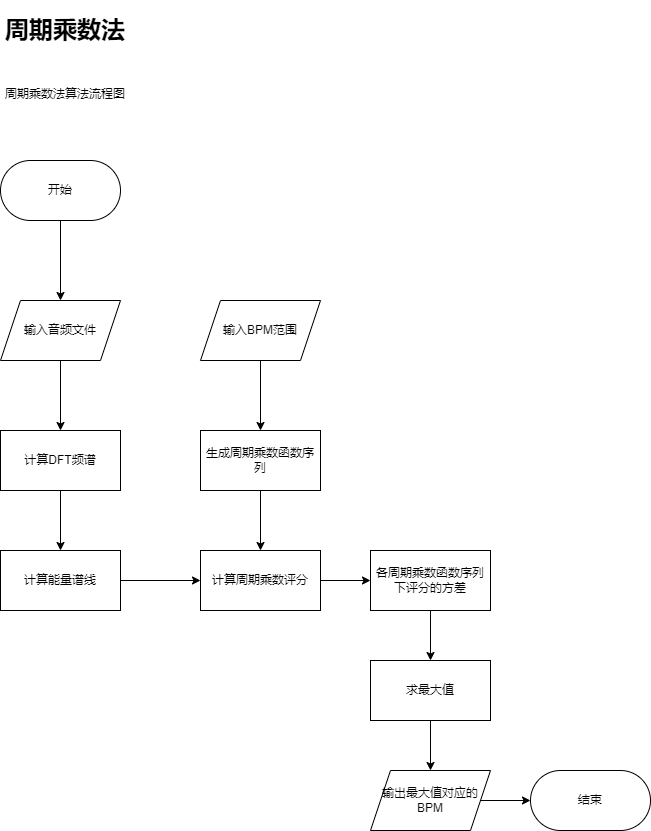 周期乘数法
周期乘数法算法流程图
开始
输入音频文件
输入BPM范围
计算DFT频谱
生成周期乘数函数序
列
计算能量谱线
计算周期乘数评分
各周期乘数函数序列
下评分的方差
求最大值
输出最大值对应的
BPM
结束